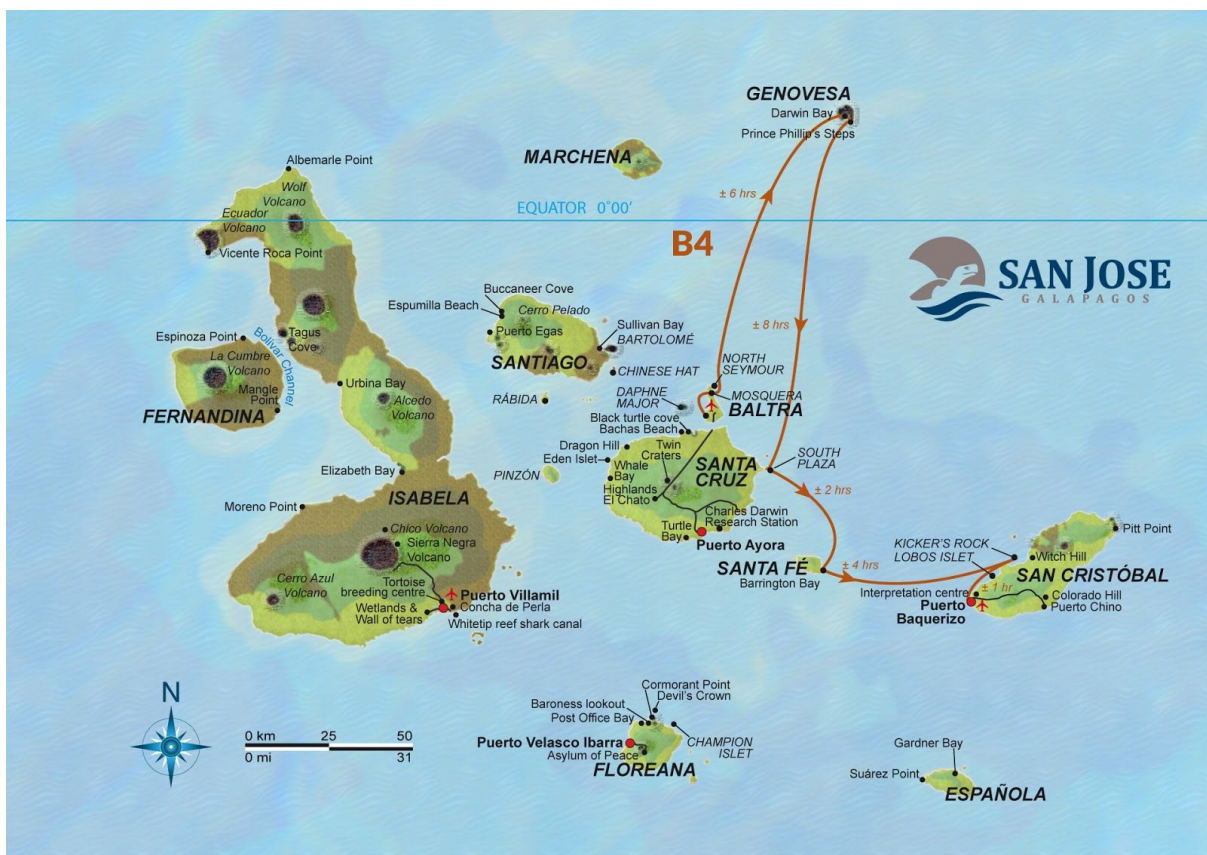 GENOVESA
Darwin Bay
Prince Phillip's Steps
MARCHENA
Albemarle Point
Wolf
Volcano
Ecuador
Volcano
Vicente Roca Point
EQUATOR 0°00'
± 6 hrs
B4
SAN JOSE
GALAPAGOS
Buccaneer Cove
Espumilla Beach
Cerro Pelado
Puerto Egas
Sullivan Bay
BARTOLOMÉ
SANTIAGO
CHINESE HAT
RÁBIDA
± 8 hrs
Espinoza Point
Bolivar Channel
Tagus
Cove
La Cumbre
Volcano
Mangle
Point
FERNANDINA
Urbina Bay
Alcedo
Volcano
NORTH
SEYMOUR
MOSQUERA
DAPHNE
MAJOR
BALTRA
Black turtle cove
Bachas Beach
Dragon Hill
Eden Islet
Whale
Bay
Twin
Craters
SANTA
CRUZ
Highlands
El Chato
Charles Darwin
Research Station
Turtle
Bay
Puerto Ayora
SOUTH
PLAZA
± 2 hrs
PINZÓN
Elizabeth Bay
ISABELA
Moreno Point
Chico Volcano
Sierra Negra
Volcano
Cerro Azul
Volcano
Tortoise
breeding centre
Puerto Villamil
Wetlands &
Wall of tears
Concha de Perla
Whitetip reef shark canal
SANTA FÉ
Barrington Bay
± 4 hrs
KICKER'S ROCK
LOBOS ISLET
Pitt Point
Witch Hill
SAN CRISTÓBAL
± 1 hr
Interpretation centre
Puerto
Baquerizo
Colorado Hill
Puerto Chino
N
0 km 25 50
0 mi 31
Cormorant Point
Devil's Crown
Baroness lookout
Post Office Bay
Puerto Velasco Ibarra
Asylum of Peace
CHAMPION
ISLET
FLOREANA
Gardner Bay
Suárez Point
ESPAÑOLA